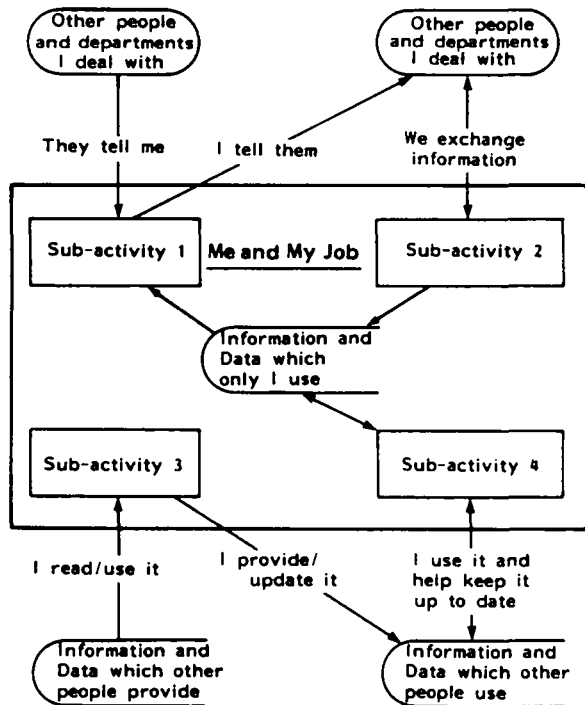 Other people
and departments
I deal with
Other people
and departments
I deal with
They tell me
I tell them
We exchange
information
Sub-activity 1
Me and My Job
Sub-activity 2
Information and
Data which
only I use
Sub-activity 3
Sub-activity 4
I read/use it
I provide/
update it
I use it and
help keep it
up to date
Information and
Data which other
people provide
Information and
Data which other
people use